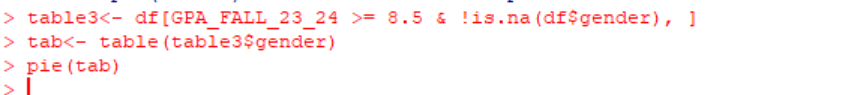 > table3<- df[GPA_FALL_23_24 >= 8.5 & !is.na(df$gender), ]
> tab<- table(table3$gender)
> pie(tab)
>